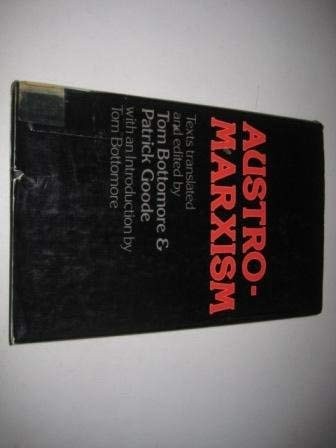 AUSTRO-
MARXISM
Texts translated
and edited by
Tom Bottomore &
Patrick Goode
with an Introduction by
Tom Bottomore